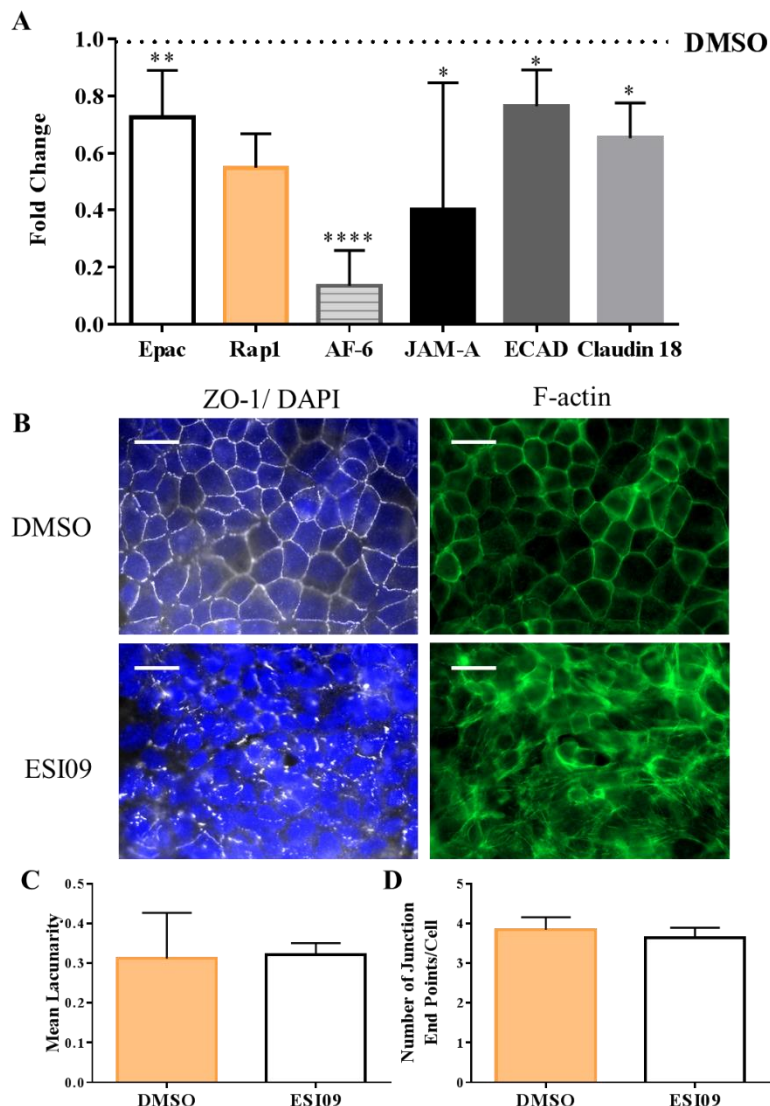 A
1.0
DMSO
**
*
*
*
0.8
0.6
Fold Change
0.4
****
0.2
0.0
Epac Rap1 AF-6 JAM-A ECAD Claudin 18
ZO-1/ DAPI F-actin
B
DMSO
ESI09
C
0.5
0.4
0.3
0.2
0.1
0.0
Mean Lacunarity
DMSO ESI09
D
5
4
3
2
1
0
Number of Junction
End Points/Cell
DMSO ESI09